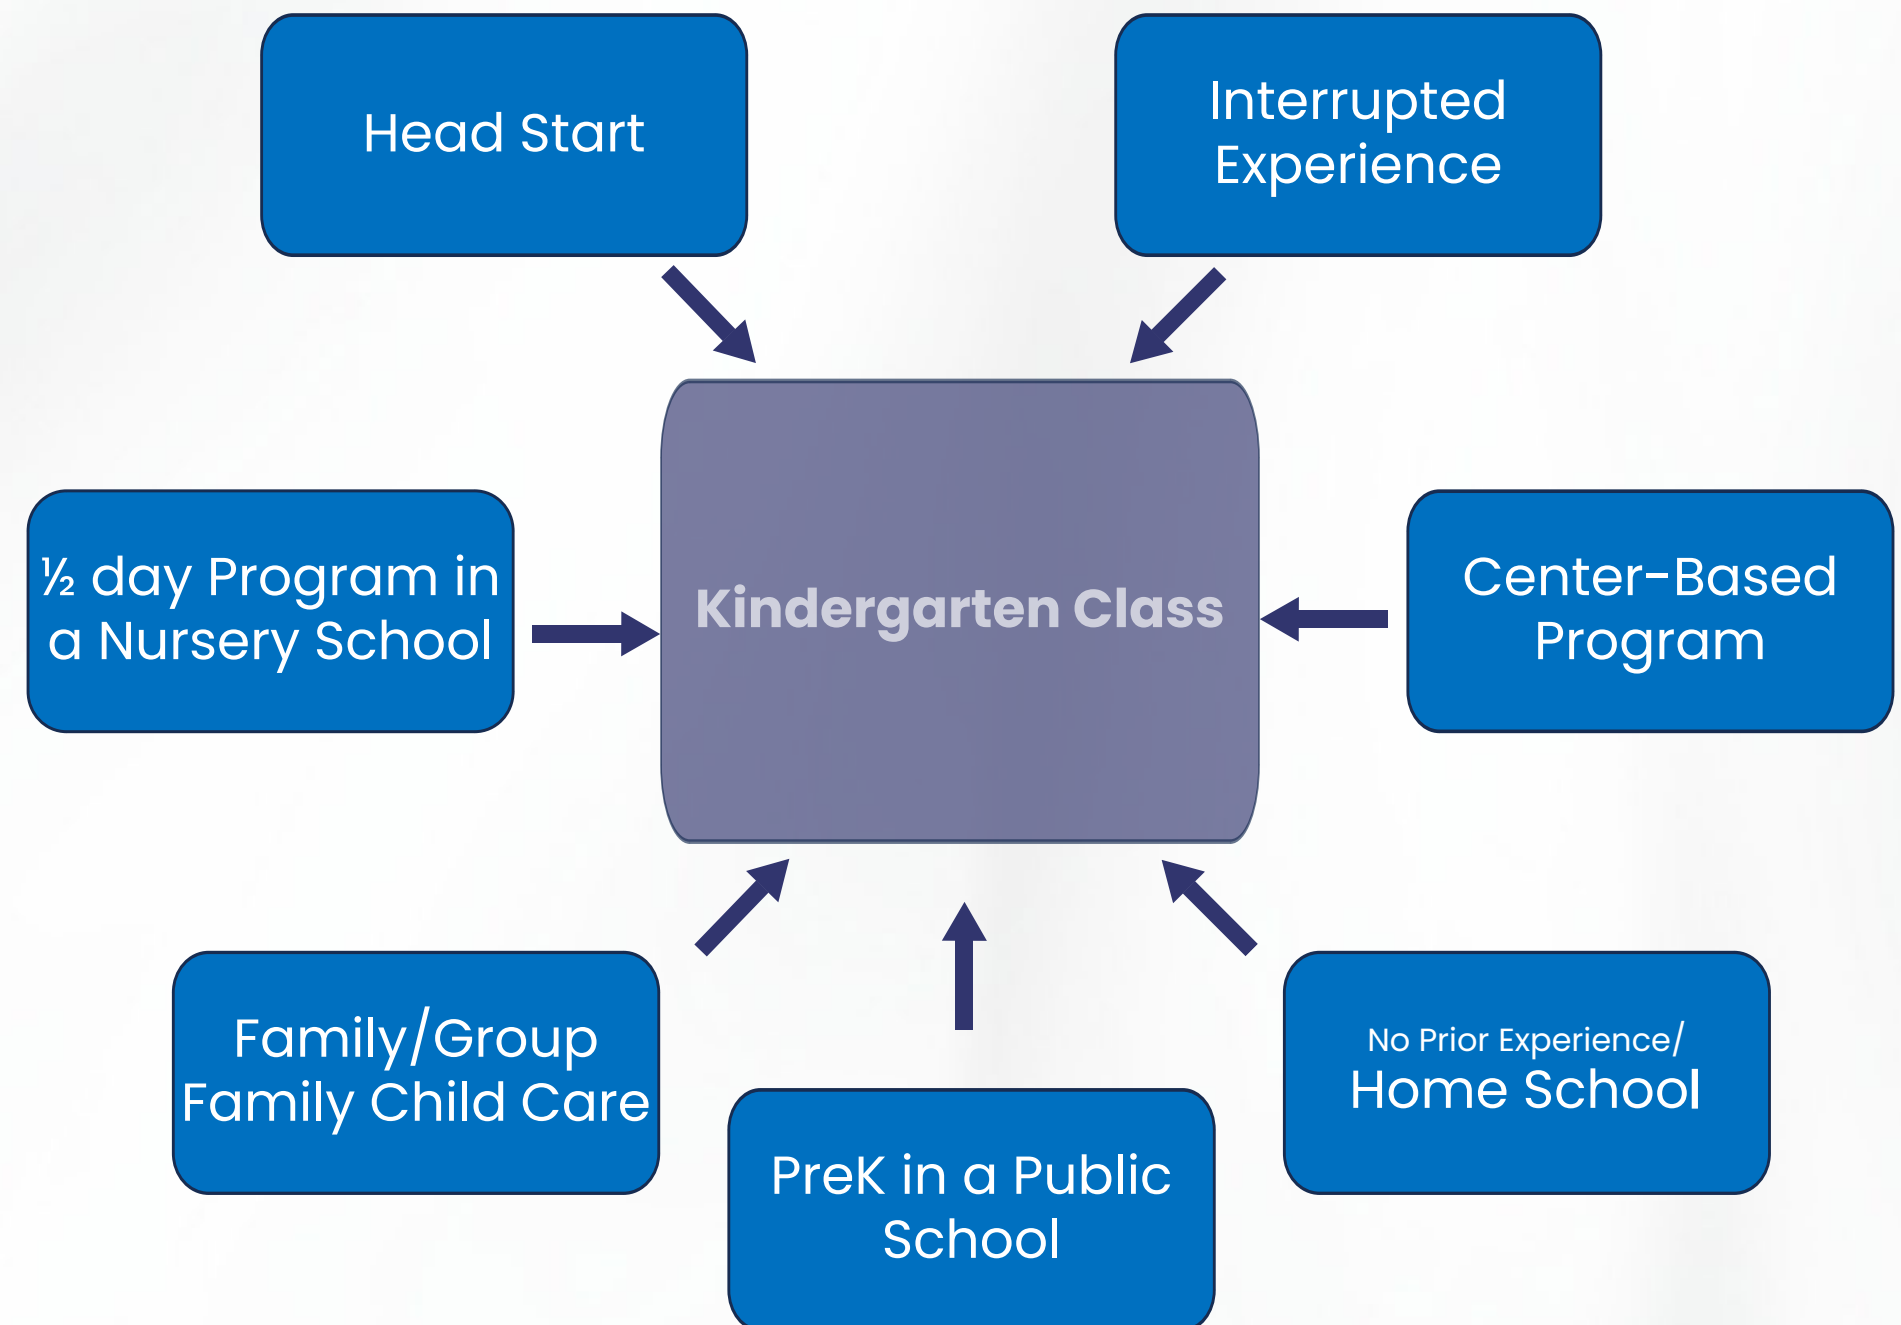 Head Start
Interrupted
Experience
½ day Program in
a Nursery School
Kindergarten Class
Center-Based
Program
Family/Group
Family Child Care
PreK in a Public
School
No Prior Experience/
Home School